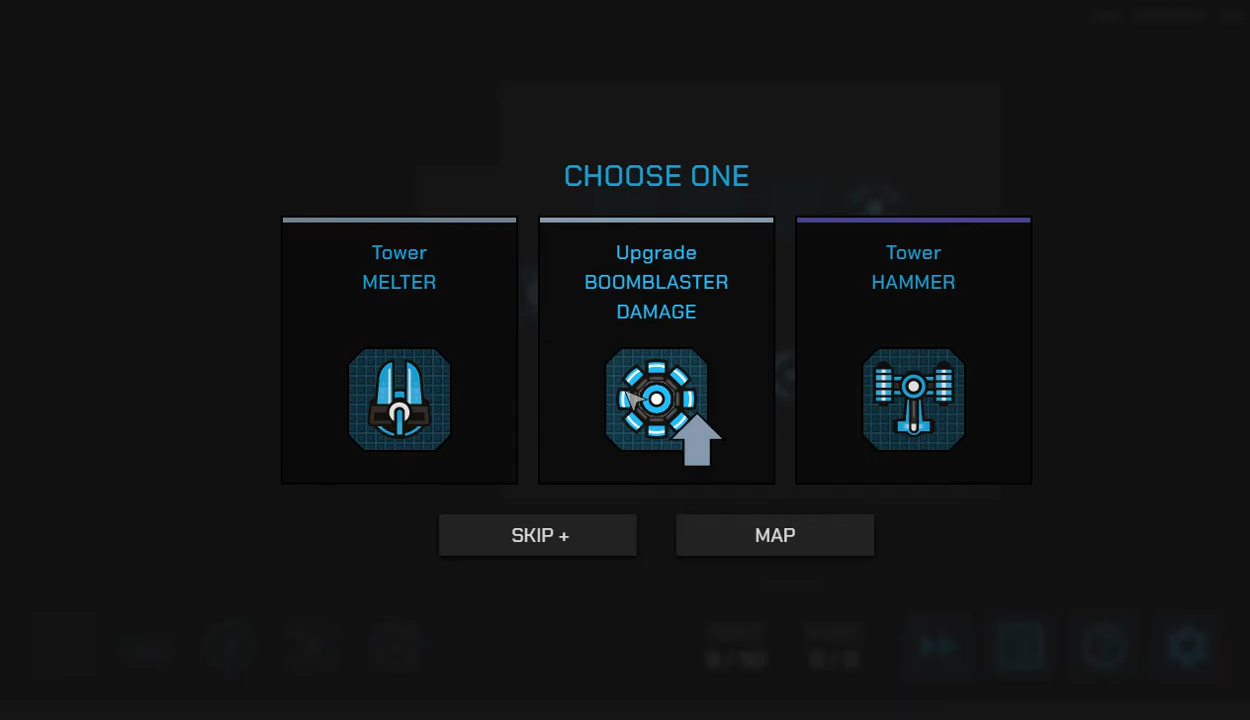 CHOOSE ONE
Tower
MELTER
Upgrade
BOOMBLASTER
DAMAGE
Tower
HAMMER
SKIP +
MAP